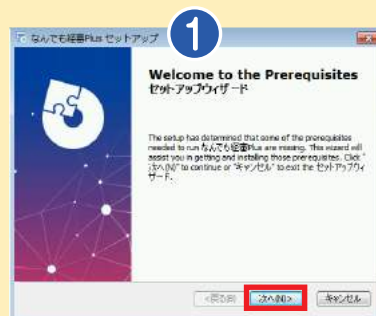 なんでも経審Plus セットアップ
1
Welcome to the Prerequisites
セットアップウィザード
The setup has determined that some of the prerequisites
needed to run なんでも経審Plus are missing. This wizard will
assist you in getting and installing those prerequisites. Click "
次へ(N)" to continue or "キャンセル" to exit the セットアップウィ
ザード.
<戻る(B) 次へ(N)> キャンセル